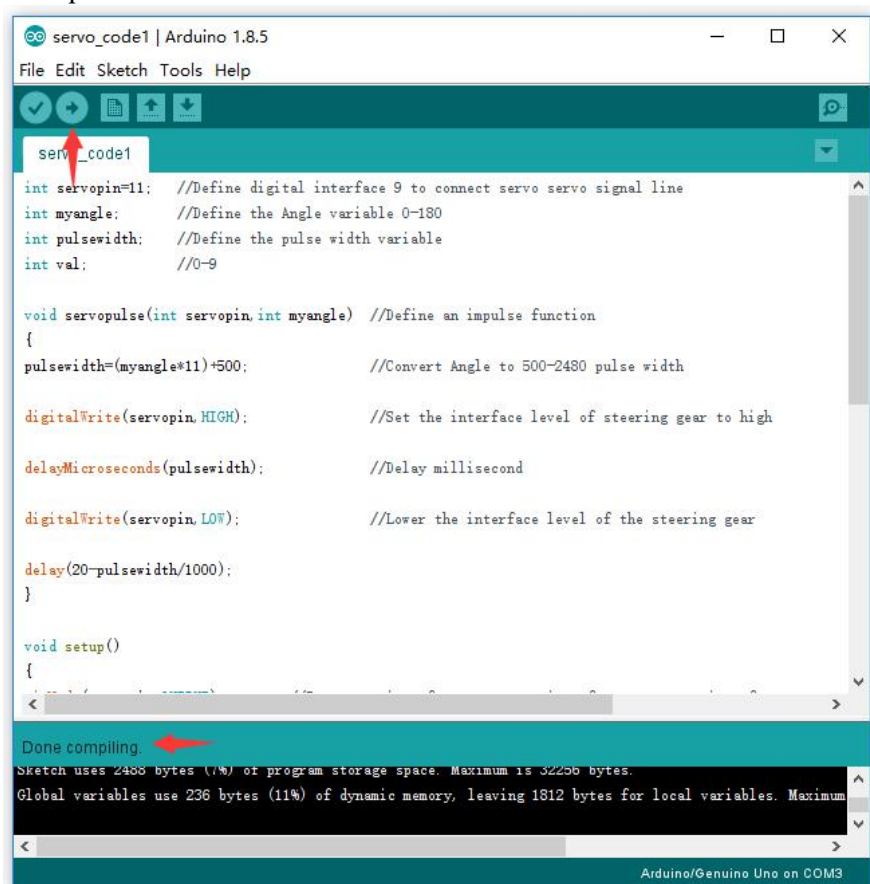 servo_code1 | Arduino 1.8.5
File Edit Sketch Tools Help
servo_code1
int servopin=11; //Define digital interface 9 to connect servo servo signal line
int myangle; //Define the Angle variable 0-180
int pulsewidth; //Define the pulse width variable
int val; //0-9
void servopulse(int servopin,int myangle) //Define an impulse function
{
pulsewidth=(myangle*11)+500; //Convert Angle to 500-2480 pulse width
digitalWrite(servopin,HIGH); //Set the interface level of steering gear to high
delayMicroseconds(pulsewidth); //Delay millisecond
digitalWrite(servopin,LOW); //Lower the interface level of the steering gear
delay(20-pulsewidth/1000);
}
void setup()
{
Done compiling.
Sketch uses 2488 bytes (7%) of program storage space. Maximum is 32256 bytes.
Global variables use 236 bytes (11%) of dynamic memory, leaving 1812 bytes for local variables. Maximum
Arduino/Genuino Uno on COM3